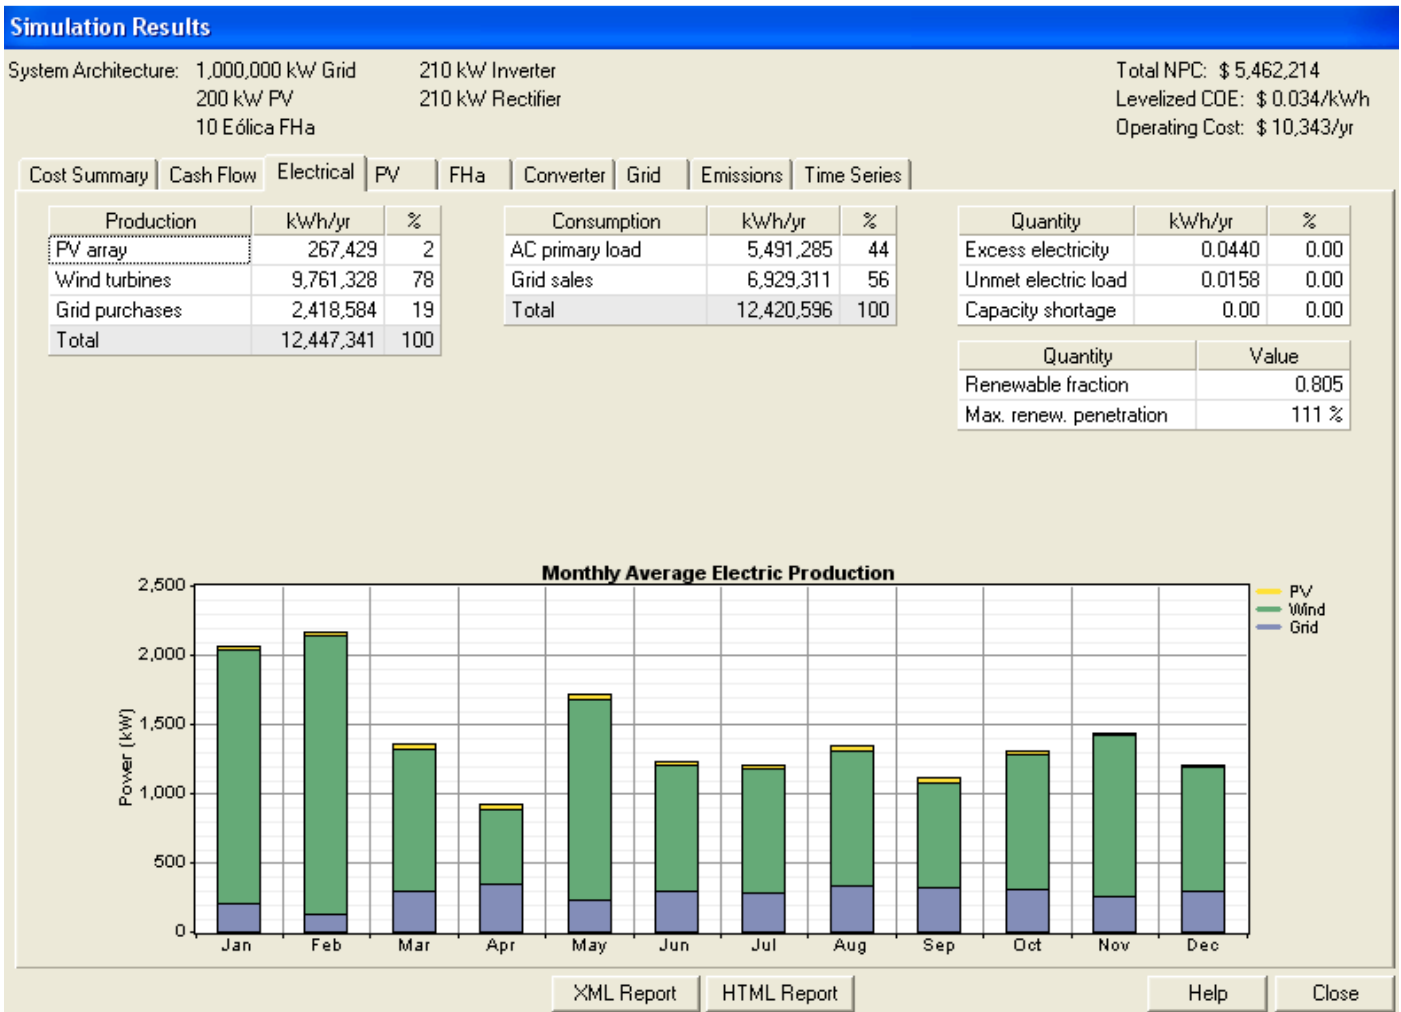 Simulation Results
System Architecture: 1,000,000 kW Grid 210 kW Inverter Total NPC: $ 5,462,214
200 kW PV 210 kW Rectifier Levelized COE: $ 0.034/kWh
10 Eólica FHa Operating Cost: $ 10,343/yr
Cost Summary Cash Flow Electrical PV FHa Converter Grid Emissions Time Series
Production kWh/yr % Consumption kWh/yr % Quantity kWh/yr %
PV array 267,429 2 AC primary load 5,491,285 44 Excess electricity 0.0440 0.00
Wind turbines 9,761,328 78 Grid sales 6,929,311 56 Unmet electric load 0.0158 0.00
Grid purchases 2,418,584 19 Total 12,420,596 100 Capacity shortage 0.00 0.00
Total 12,447,341 100
Quantity Value
Renewable fraction 0.805
Max. renew. penetration 111 %
Monthly Average Electric Production
2,500
2,000
1,500
1,000
500
0
Power (kW)
PV
Wind
Grid
Jan Feb Mar Apr May Jun Jul Aug Sep Oct Nov Dec
XML Report HTML Report Help Close